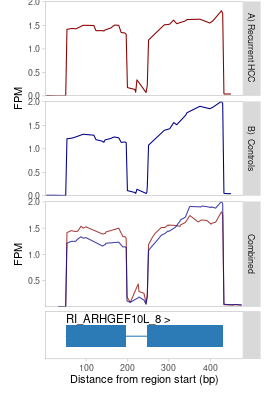 2.0
1.5
1.0
0.5
0.0
A) Recurrent HCC
FPM
2.0
1.5
1.0
0.5
0.0
B) Controls
2.0
1.5
1.0
0.5
Combined
FPM
RI_ARHGEF10L_8 >
100
200
300
400
Distance from region start (bp)